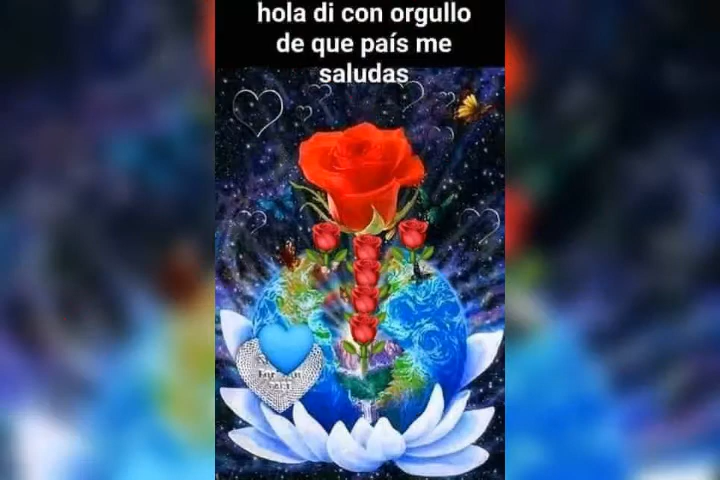 hola di con orgullo
de que país me
saludas